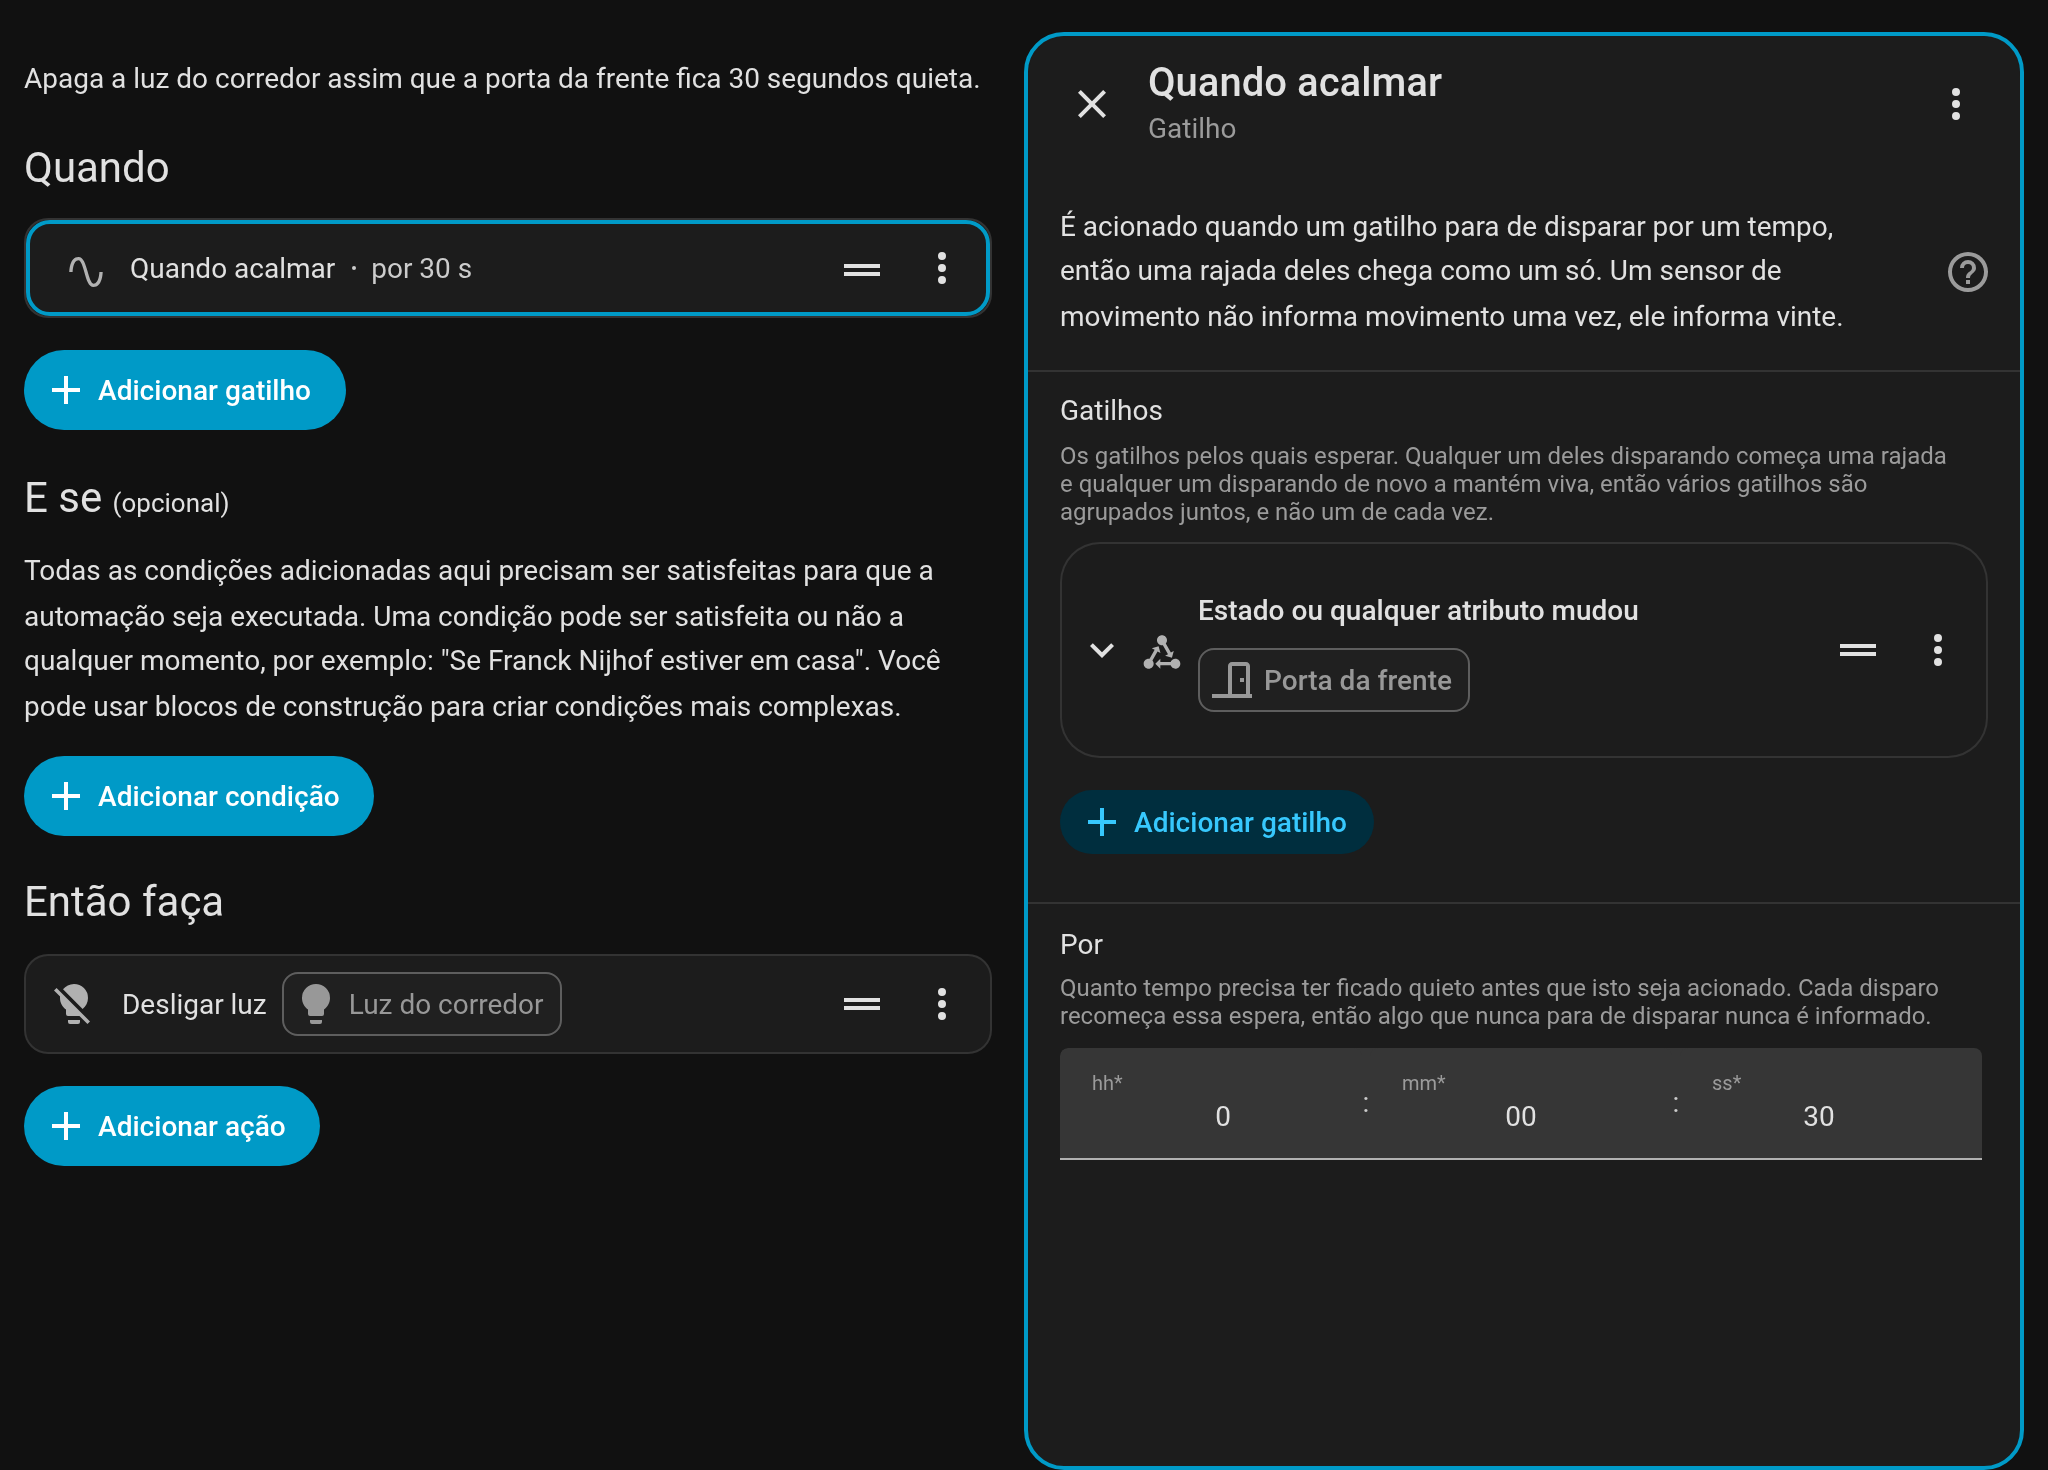 Apaga a luz do corredor assim que a porta da frente fica 30 segundos quieta.
Quando
Quando acalmar · por 30 s
Adicionar gatilho
E se (opcional)
Todas as condições adicionadas aqui precisam ser satisfeitas para que a
automação seja executada. Uma condição pode ser satisfeita ou não a
qualquer momento, por exemplo: "Se Franck Nijhof estiver em casa". Você
pode usar blocos de construção para criar condições mais complexas.
Adicionar condição
Então faça
Desligar luz Luz do corredor
Adicionar ação
Quando acalmar
Gatilho
É acionado quando um gatilho para de disparar por um tempo,
então uma rajada deles chega como um só. Um sensor de
movimento não informa movimento uma vez, ele informa vinte.
Gatilhos
Os gatilhos pelos quais esperar. Qualquer um deles disparando começa uma rajada
e qualquer um disparando de novo a mantém viva, então vários gatilhos são
agrupados juntos, e não um de cada vez.
Estado ou qualquer atributo mudou
Porta da frente
Adicionar gatilho
Por
Quanto tempo precisa ter ficado quieto antes que isto seja acionado. Cada disparo
recomeça essa espera, então algo que nunca para de disparar nunca é informado.
hh* mm* ss*
0 : 00 : 30